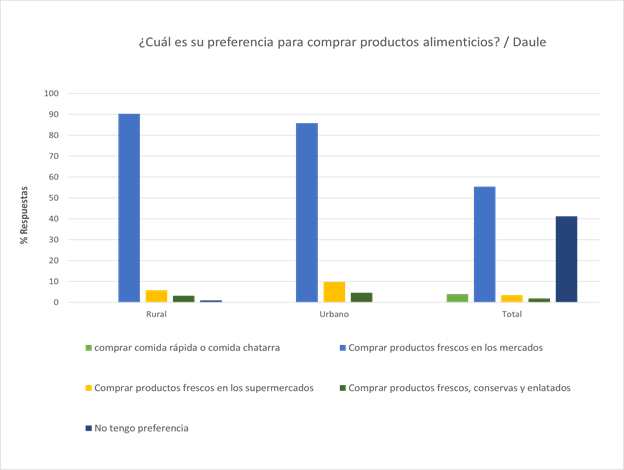 ¿Cuál es su preferencia para comprar productos alimenticios? / Daule
% Respuestas
100
90
80
70
60
50
40
30
20
10
0
Rural Urbano Total
comprar comida rápida o comida chatarra Comprar productos frescos en los mercados
Comprar productos frescos en los supermercados Comprar productos frescos, conservas y enlatados
No tengo preferencia